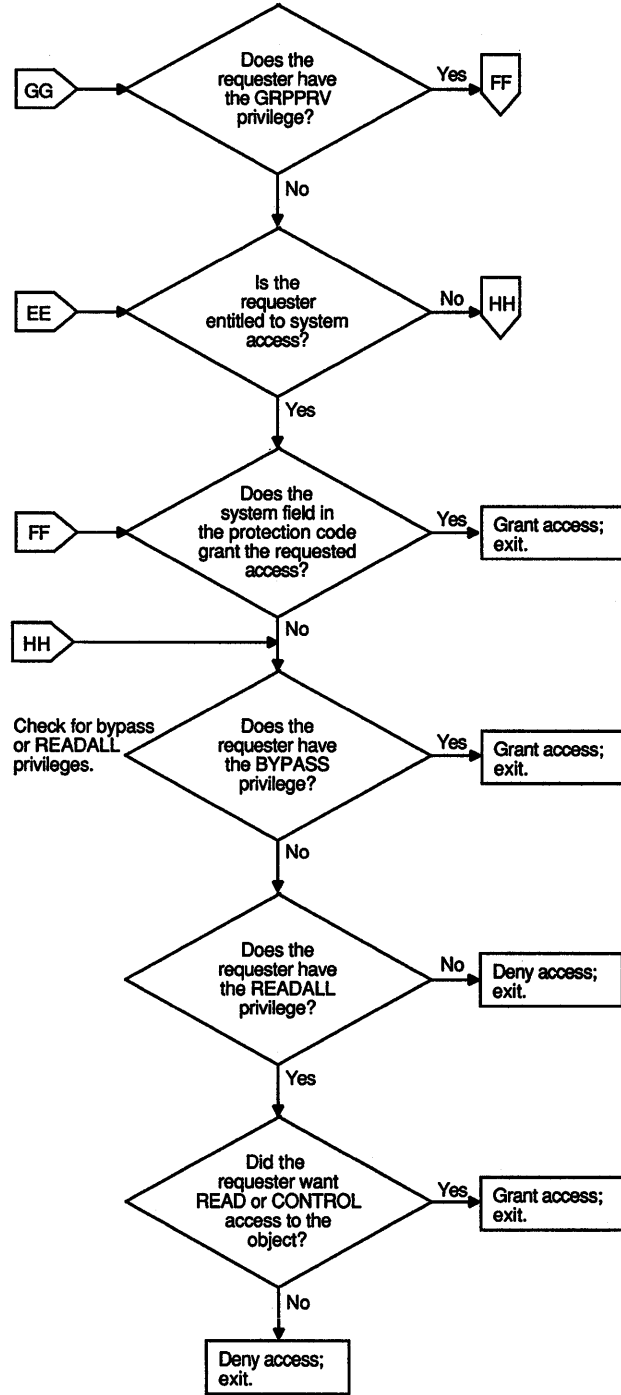 GG
Does the
requester have
the GRPPRV
privilege?
Yes
FF
No
EE
Is the
requester
entitled to system
access?
No
HH
Yes
FF
Does the
system field in
the protection code
grant the requested
access?
Yes
Grant access;
exit.
No
HH
Check for bypass
or READALL
privileges.
Does the
requester have
the BYPASS
privilege?
Yes
Grant access;
exit.
No
Does the
requester have
the READALL
privilege?
No
Deny access;
exit.
Yes
Did the
requester want
READ or CONTROL
access to the
object?
Yes
Grant access;
exit.
No
Deny access;
exit.